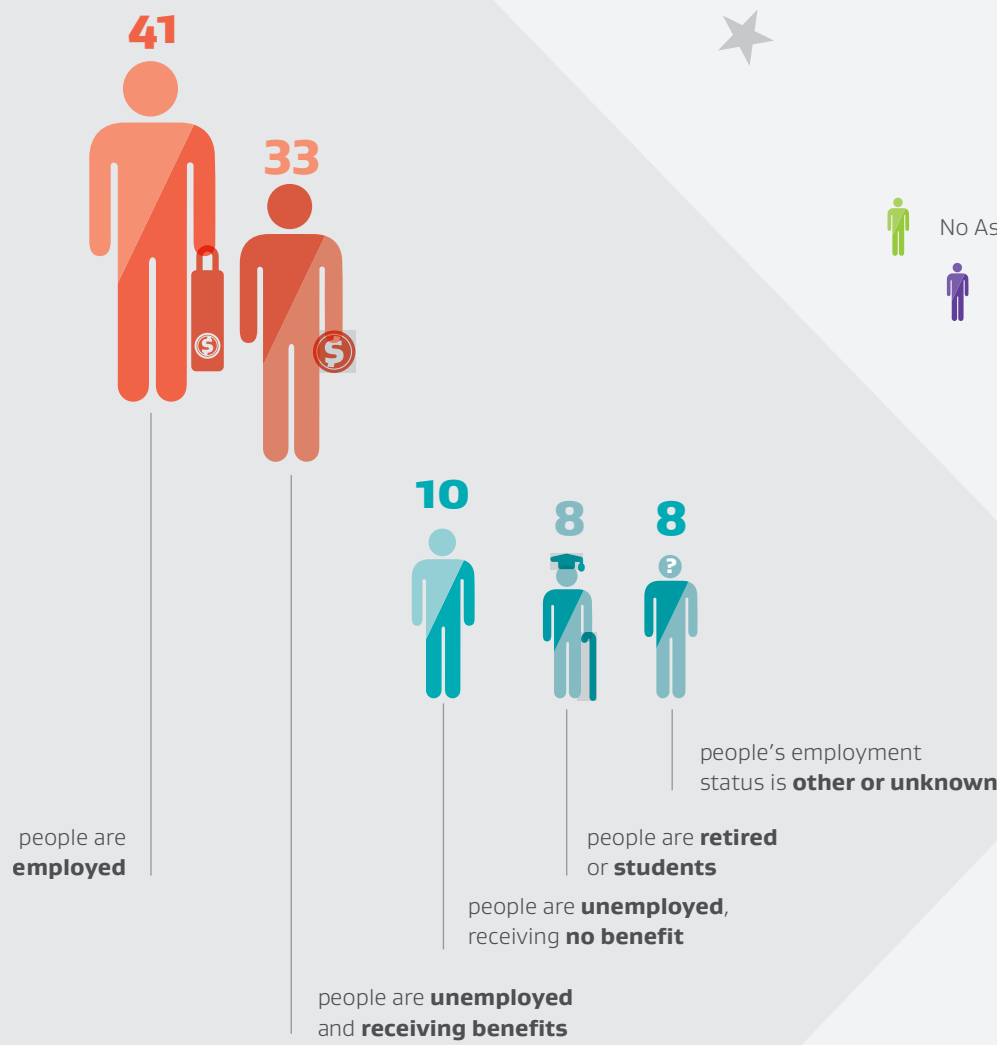 41
33
$
$
No As
10
8
8
?
people's employment
status is other or unknown
people are
employed
people are retired
or students
people are unemployed,
receiving no benefit
people are unemployed
and receiving benefits